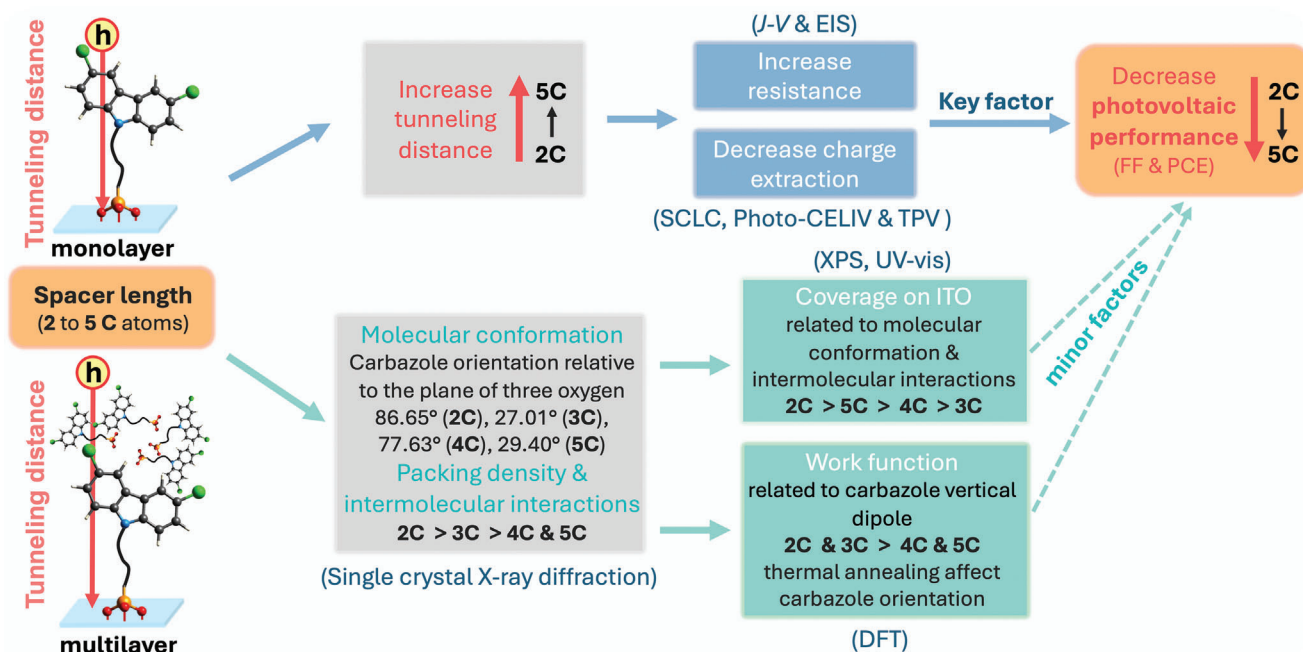 Tunneling distance
h
monolayer
Spacer length
(2 to 5 C atoms)
Tunneling distance
h
multilayer
Increase
tunneling
distance
5C
2C
(J-V & EIS)
Increase
resistance
Decrease charge
extraction
(SCLC, Photo-CELIV & TPV )
Key factor
Decrease
photovoltaic
performance
(FF & PCE)
2C
5C
Molecular conformation
Carbazole orientation relative
to the plane of three oxygen
86.65° (2C), 27.01° (3C),
77.63° (4C), 29.40° (5C)
Packing density &
intermolecular interactions
2C > 3C > 4C & 5C
(Single crystal X-ray diffraction)
(XPS, UV-vis)
Coverage on ITO
related to molecular
conformation &
intermolecular interactions
2C > 5C > 4C > 3C
Work function
related to carbazole vertical
dipole
2C & 3C > 4C & 5C
thermal annealing affect
carbazole orientation
(DFT)
minor factors